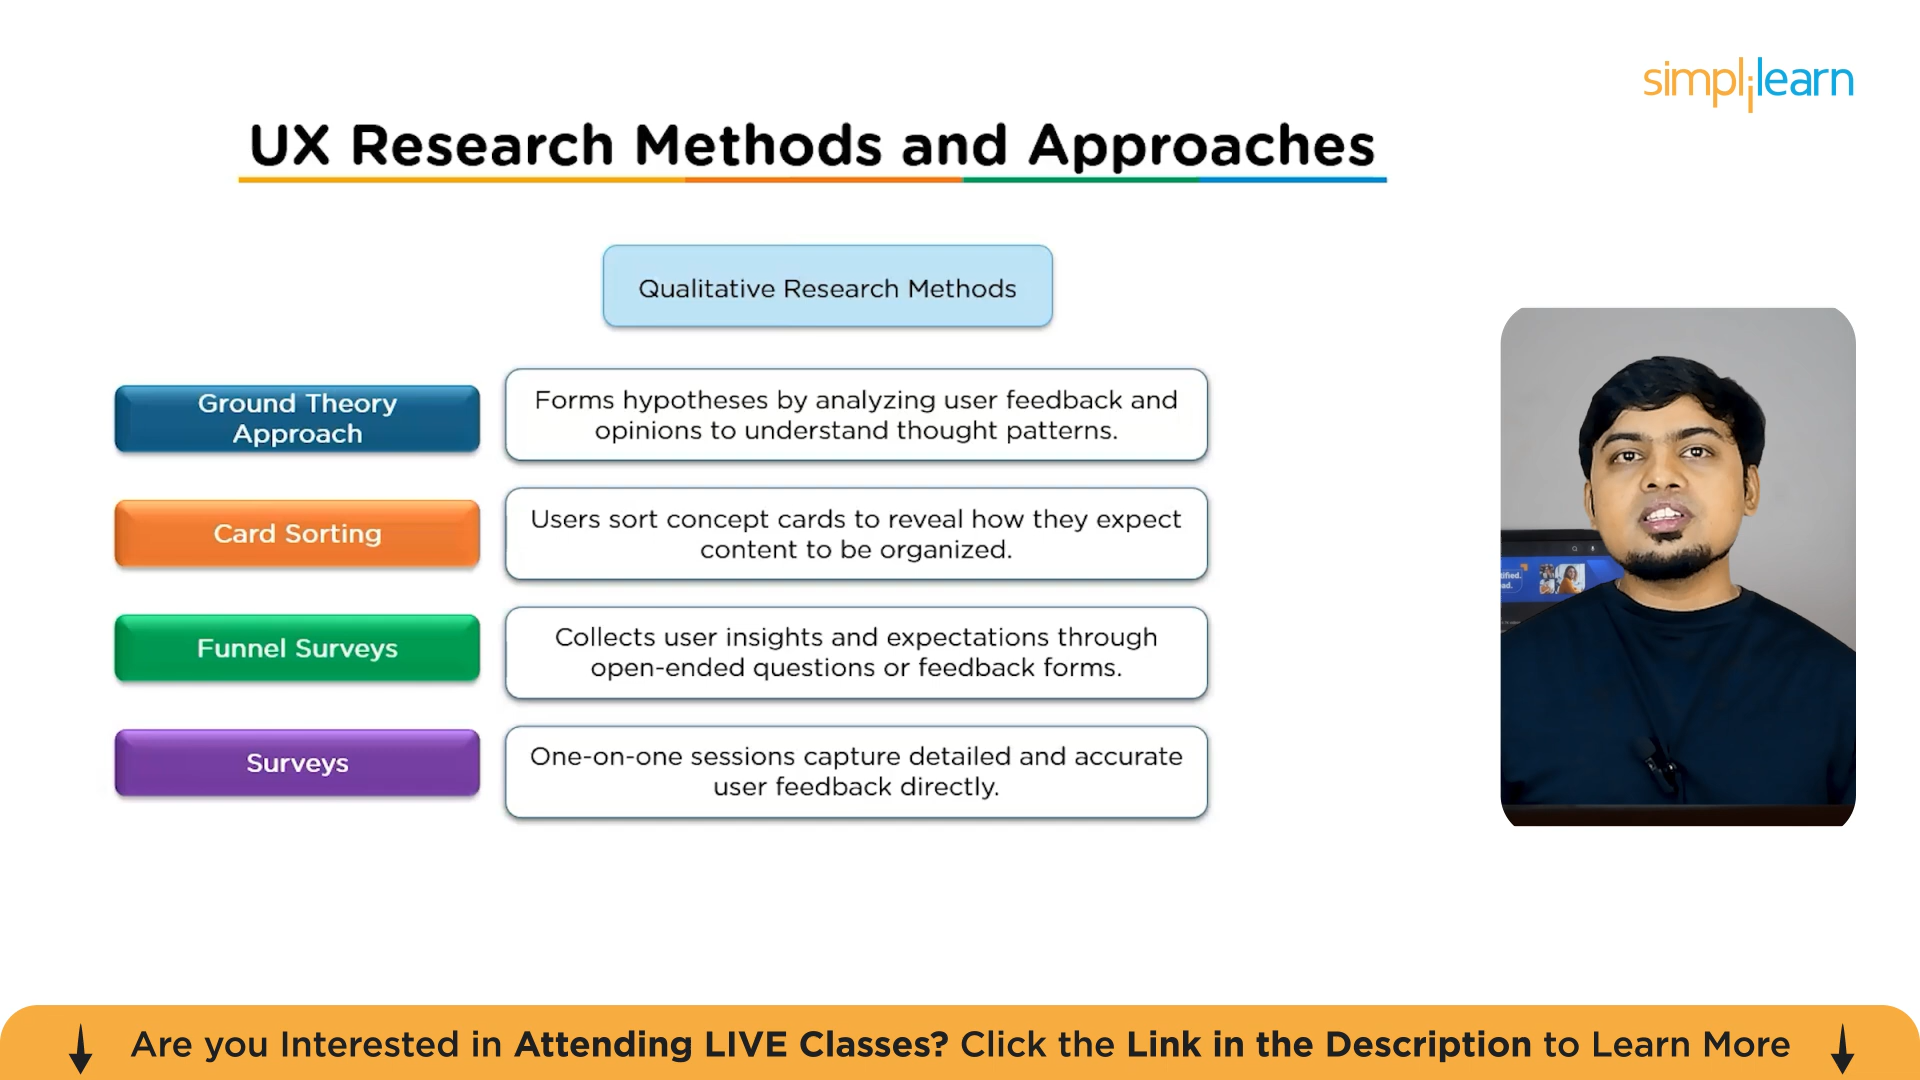 simplilearn
UX Research Methods and Approaches
Qualitative Research Methods
Ground Theory
Approach
Forms hypotheses by analyzing user feedback and
opinions to understand thought patterns.
Card Sorting
Users sort concept cards to reveal how they expect
content to be organized.
Funnel Surveys
Collects user insights and expectations through
open-ended questions or feedback forms.
Surveys
One-on-one sessions capture detailed and accurate
user feedback directly.
Are you Interested in Attending LIVE Classes? Click the Link in the Description to Learn More